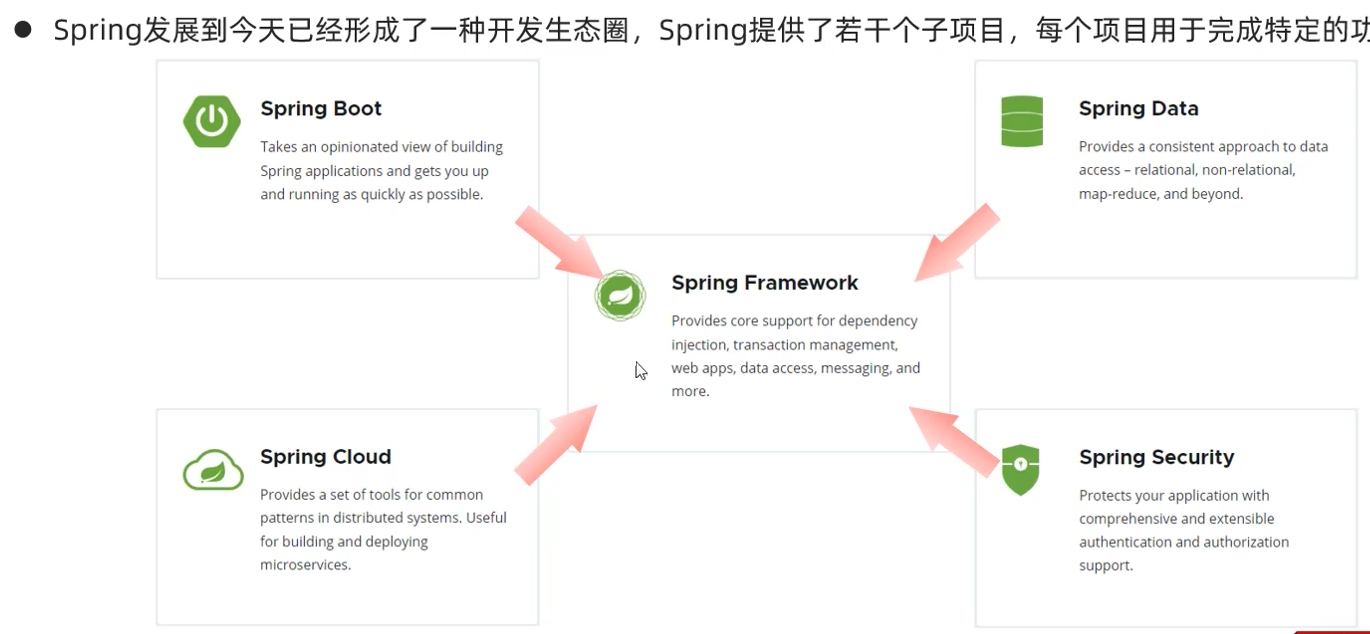 Spring发展到今天已经形成了一种开发生态圈，Spring提供了若干个子项目，每个项目用于完成特定的
Spring Boot
Takes an opinionated view of building
Spring applications and gets you up
and running as quickly as possible.
Spring Data
Provides a consistent approach to data
access – relational, non-relational,
map-reduce, and beyond.
Spring Framework
Provides core support for dependency
injection, transaction management,
web apps, data access, messaging, and
more.
Spring Cloud
Provides a set of tools for common
patterns in distributed systems. Useful
for building and deploying
microservices.
Spring Security
Protects your application with
comprehensive and extensible
authentication and authorization
support.